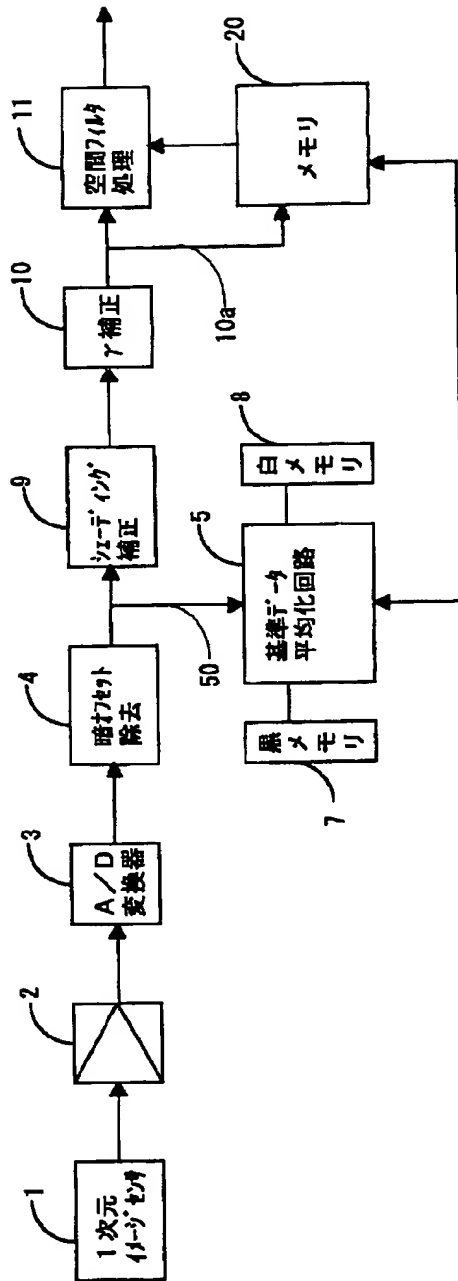 1
1次元
イメージセンサ
2
3
A/D
変換器
4
暗オフセット
除去
50
9
シェーディング
補正
10
γ補正
10a
11
空間フィルタ
処理
20
メモリ
5
基準データ
平均化回路
7
黒メモリ
8
白メモリ